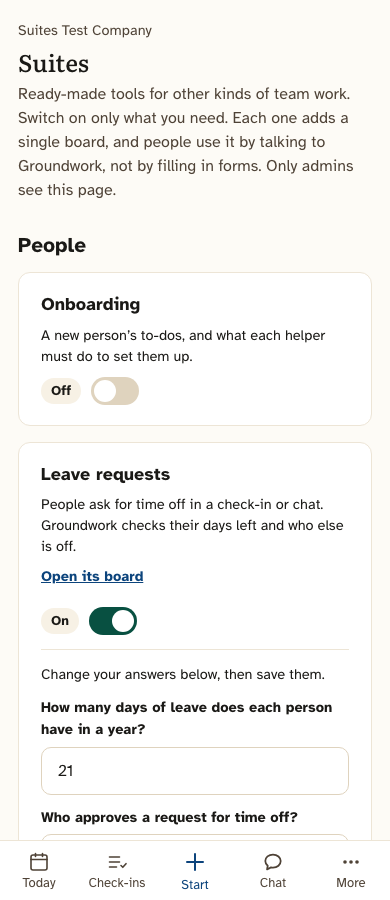 Suites Test Company
Suites
Ready-made tools for other kinds of team work.
Switch on only what you need. Each one adds a
single board, and people use it by talking to
Groundwork, not by filling in forms. Only admins
see this page.
People
Onboarding
A new person’s to-dos, and what each helper
must do to set them up.
Off
Leave requests
People ask for time off in a check-in or chat.
Groundwork checks their days left and who else
is off.
Open its board
On
Change your answers below, then save them.
How many days of leave does each person
have in a year?
21
Who approves a request for time off?
Today
Check-ins
Start
Chat
More